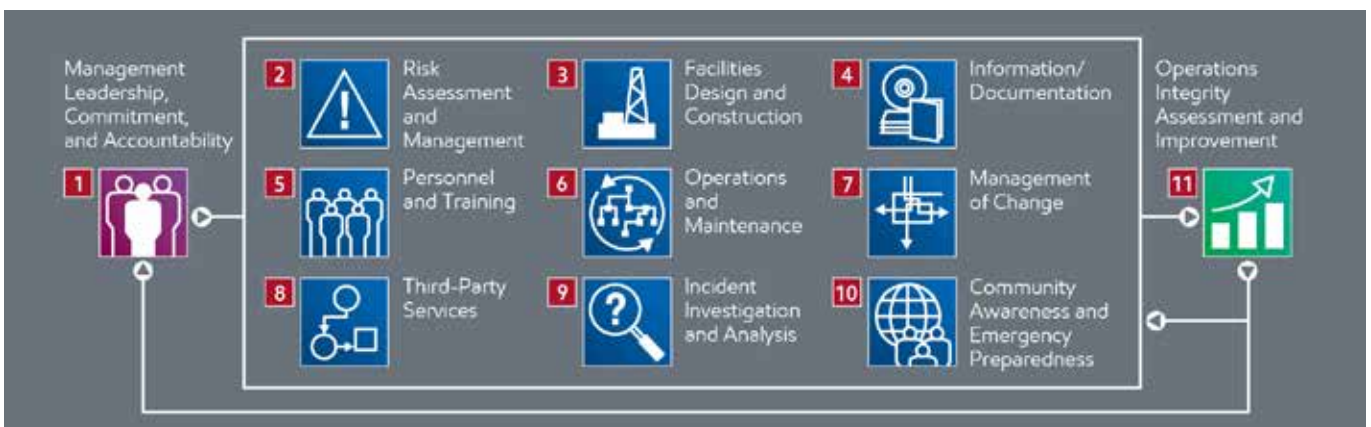 Management
Leadership,
Commitment,
and Accountability
1
2
Risk
Assessment
and
Management
3
Facilities
Design and
Construction
4
Information/
Documentation
5
Personnel
and Training
6
Operations
and
Maintenance
7
Management
of Change
8
Third-Party
Services
9
Incident
Investigation
and Analysis
10
Community
Awareness and
Emergency
Preparedness
Operations
Integrity
Assessment and
Improvement
11